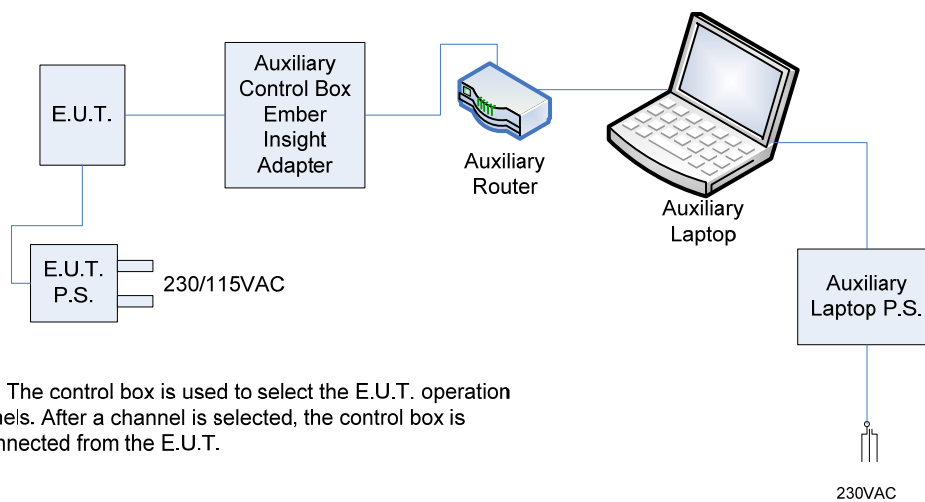 E.U.T.
Auxiliary
Control Box
Ember
Insight
Adapter
Auxiliary
Router
Auxiliary
Laptop
E.U.T.
P.S.
230/115VAC
Auxiliary
Laptop P.S.
The control box is used to select the E.U.T. operation
nels. After a channel is selected, the control box is
nnected from the E.U.T.
230VAC